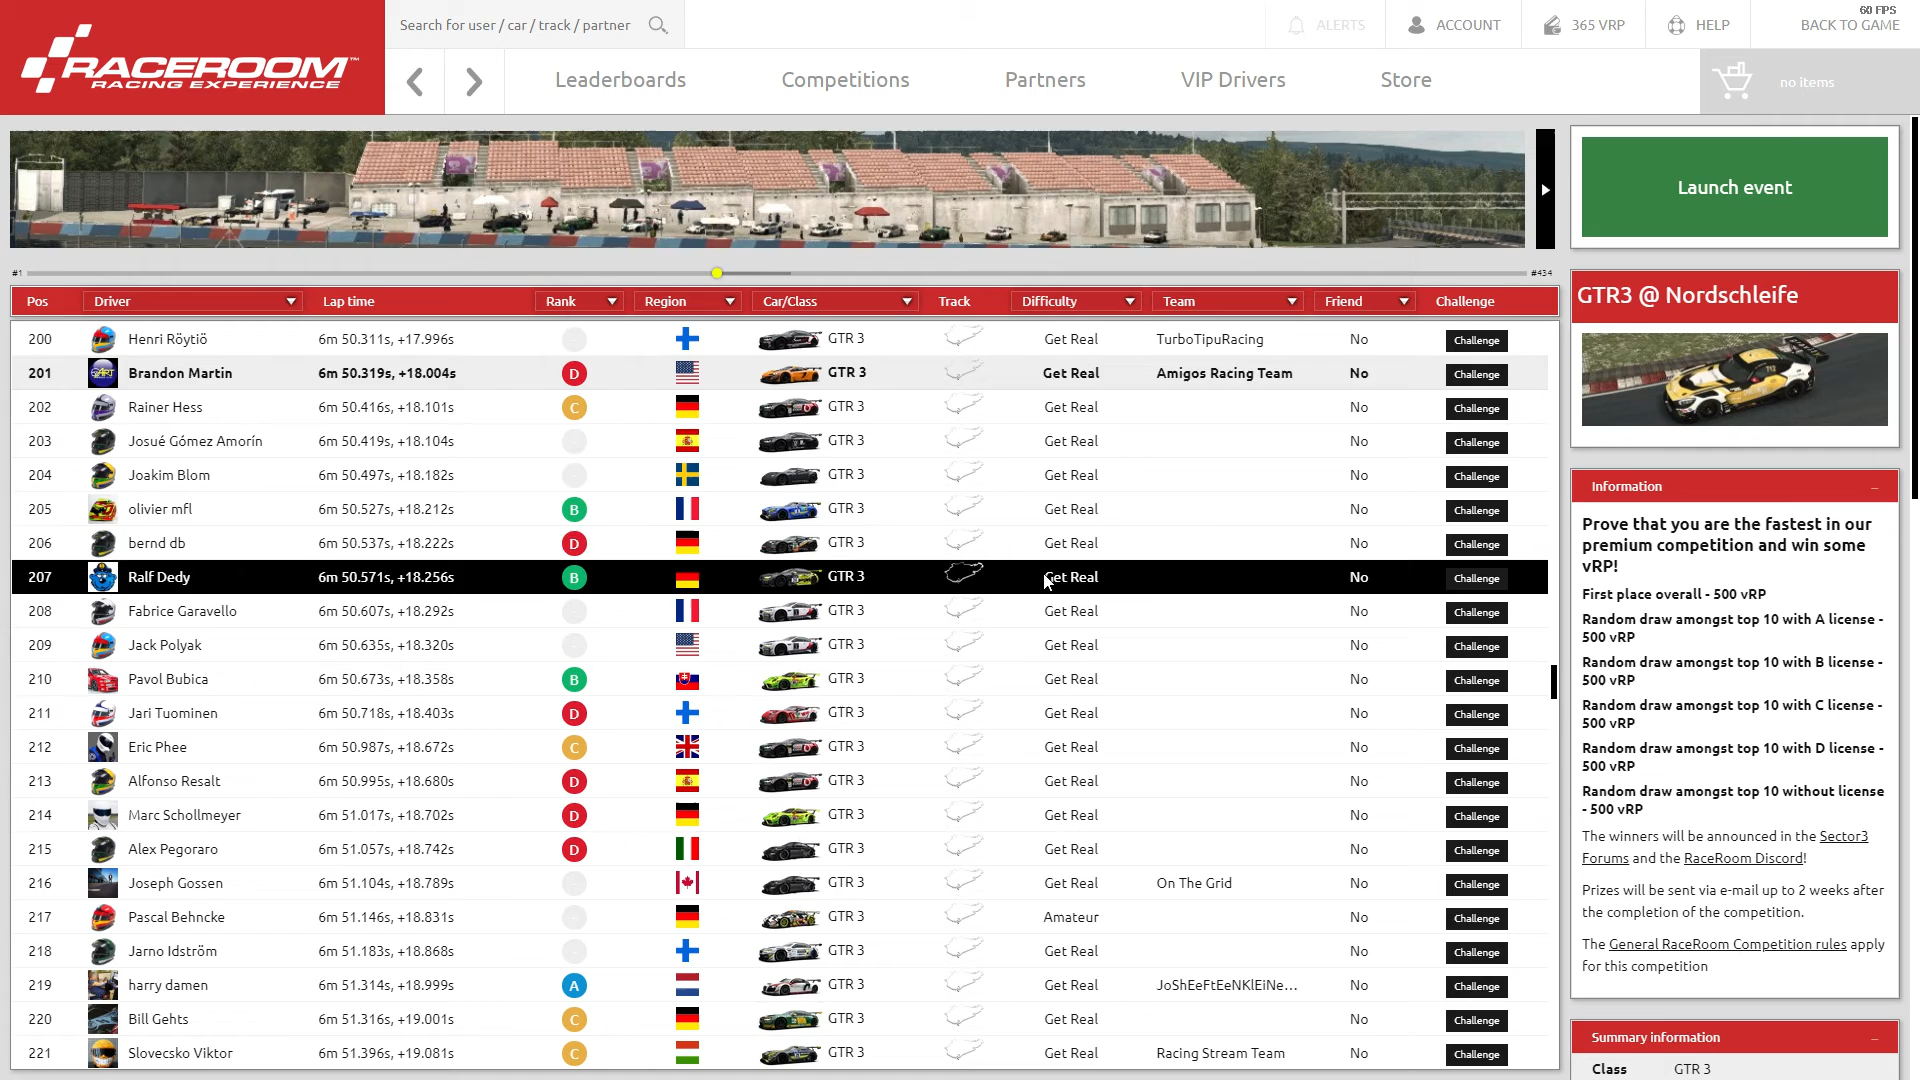 60 FPS
Search for user / car / track / partner
ALERTS
ACCOUNT
365 VRP
HELP
BACK TO GAME
RACEROOM™
RACING EXPERIENCE
Leaderboards
Competitions
Partners
VIP Drivers
Store
no items
Launch event
#1
#434
Pos Driver Lap time Rank Region Car/Class Track Difficulty Team Friend Challenge
200 Henri Röytiö 6m 50.311s, +17.996s GTR 3 Get Real TurboTipuRacing No Challenge
201 Brandon Martin 6m 50.319s, +18.004s D GTR 3 Get Real Amigos Racing Team No Challenge
202 Rainer Hess 6m 50.416s, +18.101s C GTR 3 Get Real No Challenge
203 Josué Gómez Amorín 6m 50.419s, +18.104s GTR 3 Get Real No Challenge
204 Joakim Blom 6m 50.497s, +18.182s GTR 3 Get Real No Challenge
205 olivier mfl 6m 50.527s, +18.212s B GTR 3 Get Real No Challenge
206 bernd db 6m 50.537s, +18.222s D GTR 3 Get Real No Challenge
207 Ralf Dedy 6m 50.571s, +18.256s B GTR 3 Get Real No Challenge
208 Fabrice Garavello 6m 50.607s, +18.292s GTR 3 Get Real No Challenge
209 Jack Polyak 6m 50.635s, +18.320s GTR 3 Get Real No Challenge
210 Pavol Bubica 6m 50.673s, +18.358s B GTR 3 Get Real No Challenge
211 Jari Tuominen 6m 50.718s, +18.403s D GTR 3 Get Real No Challenge
212 Eric Phee 6m 50.987s, +18.672s C GTR 3 Get Real No Challenge
213 Alfonso Resalt 6m 50.995s, +18.680s D GTR 3 Get Real No Challenge
214 Marc Schollmeyer 6m 51.017s, +18.702s D GTR 3 Get Real No Challenge
215 Alex Pegoraro 6m 51.057s, +18.742s D GTR 3 Get Real No Challenge
216 Joseph Gossen 6m 51.104s, +18.789s GTR 3 Get Real On The Grid No Challenge
217 Pascal Behncke 6m 51.146s, +18.831s GTR 3 Amateur No Challenge
218 Jarno Idström 6m 51.183s, +18.868s GTR 3 Get Real No Challenge
219 harry damen 6m 51.314s, +18.999s A GTR 3 Get Real JoShEeFtEeNKlEiNe... No Challenge
220 Bill Gehts 6m 51.316s, +19.001s C GTR 3 Get Real No Challenge
221 Slovecsko Viktor 6m 51.396s, +19.081s C GTR 3 Get Real Racing Stream Team No Challenge
GTR3 @ Nordschleife
Information
Prove that you are the fastest in our
premium competition and win some
vRP!
First place overall - 500 vRP
Random draw amongst top 10 with A license -
500 vRP
Random draw amongst top 10 with B license -
500 vRP
Random draw amongst top 10 with C license -
500 vRP
Random draw amongst top 10 with D license -
500 vRP
Random draw amongst top 10 without license
- 500 vRP
The winners will be announced in the Sector3
Forums and the RaceRoom Discord!
Prizes will be sent via e-mail up to 2 weeks after
the completion of the competition.
The General RaceRoom Competition rules apply
for this competition
Summary information
Class GTR 3